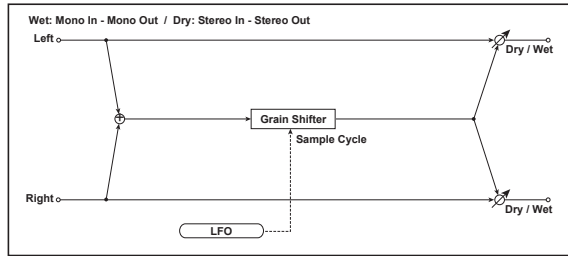 Wet: Mono In - Mono Out / Dry: Stereo In - Stereo Out
Left
Dry / Wet
Grain Shifter
Sample Cycle
Right
Dry / Wet
LFO